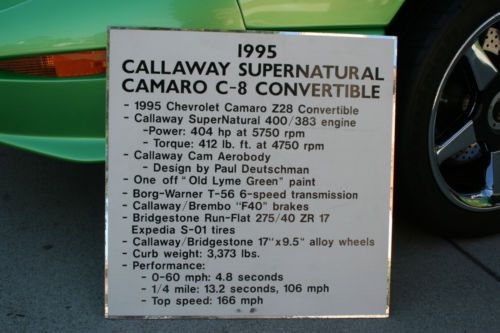 1995
CALLAWAY SUPERNATURAL
CAMARO C-8 CONVERTIBLE
- 1995 Chevrolet Camaro Z28 Convertible
- Callaway SuperNatural 400/383 engine
-Power: 404 hp at 5750 rpm
- Torque: 412 lb. ft. at 4750 rpm
- Callaway Cam Aerobody
- Design by Paul Deutschman
- One off "Old Lyme Green" paint
- Borg-Warner T-56 6-speed transmission
- Callaway/Brembo "F40" brakes
- Bridgestone Run-Flat 275/40 ZR 17
Expedia S-01 tires
- Callaway/Bridgestone 17"x9.5" alloy wheels
- Curb weight: 3,373 lbs.
- Performance:
- 0-60 mph: 4.8 seconds
- 1/4 mile: 13.2 seconds, 106 mph
- Top speed: 166 mph